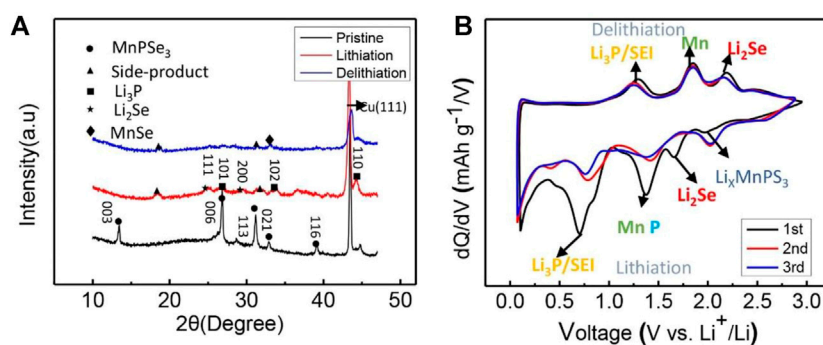 A
MnPSe₃
Side-product
Li₃P
Li₂Se
MnSe
Pristine
Lithiation
Delithiation
Cu(111)
111
101
200
102
110
003
006
113
021
116
Intensity(a.u)
10 20 30 40 50
2θ(Degree)
B
Delithiation
Li₃P/SEI
Mn
Li₂Se
LiₓMnPS₃
Li₂Se
Mn P
Li₃P/SEI
Lithiation
1st
2nd
3rd
dQ/dV (mAh g⁻¹/V)
0.0 0.5 1.0 1.5 2.0 2.5 3.0
Voltage (V vs. Li⁺/Li)